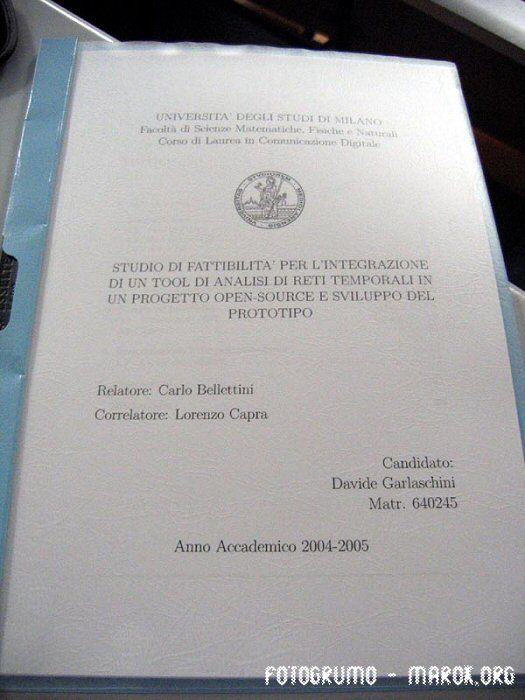 UNIVERSITA' DEGLI STUDI DI MILANO
Facoltà di Scienze Matematiche, Fisiche e Naturali
Corso di Laurea in Comunicazione Digitale
STUDIO DI FATTIBILITA' PER L'INTEGRAZIONE
DI UN TOOL DI ANALISI DI RETI TEMPORALI IN
UN PROGETTO OPEN-SOURCE E SVILUPPO DEL
PROTOTIPO
Relatore: Carlo Bellettini
Correlatore: Lorenzo Capra
Candidato:
Davide Garlaschini
Matr. 640245
Anno Accademico 2004-2005
FOTOGRUMO - MAROK.ORG